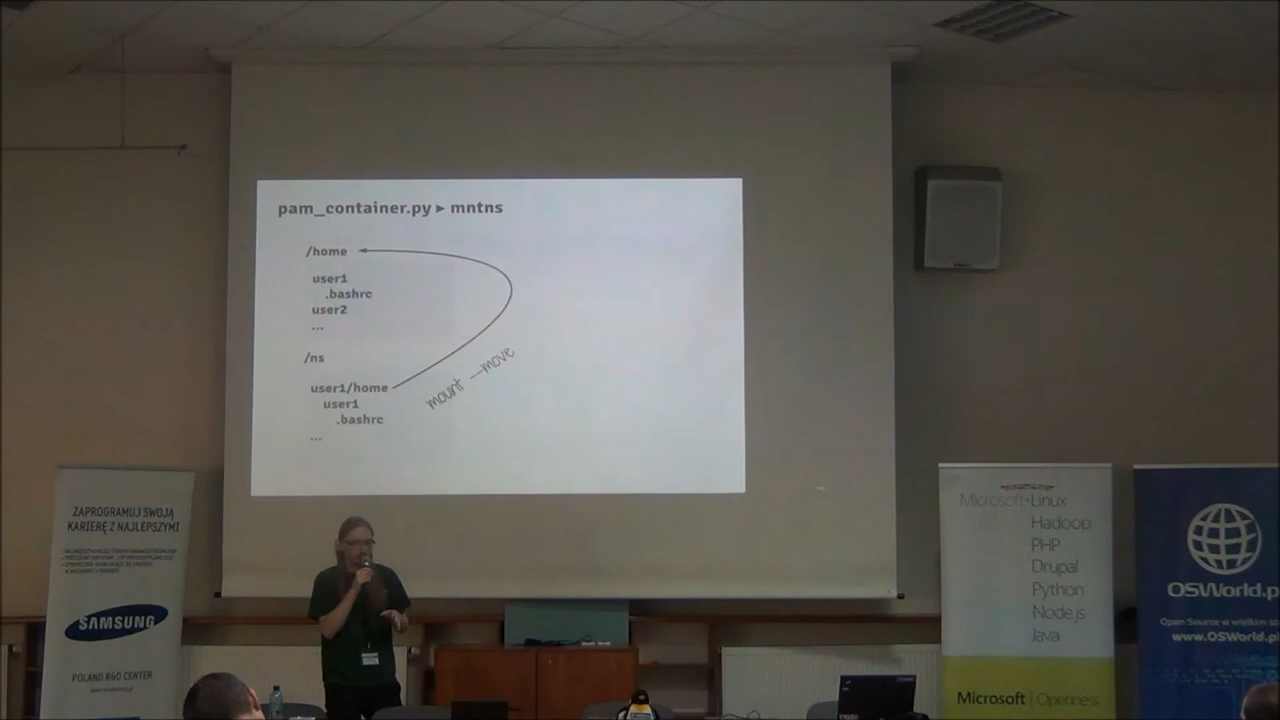 pam_container.py ▸ mntns
/home
user1
.bashrc
user2
...
/ns
user1/home
user1
.bashrc
...
mount --move
ZAPROGRAMUJ SWOJĄ
KARIERĘ Z NAJLEPSZYMI
SAMSUNG
POLAND R&D CENTER
Microsoft+Linux
Hadoop
PHP
Drupal
Python
Node.js
Java
Microsoft | Openness
OSWorld.p
Open Source w wielkim
www.OSWorld.pl